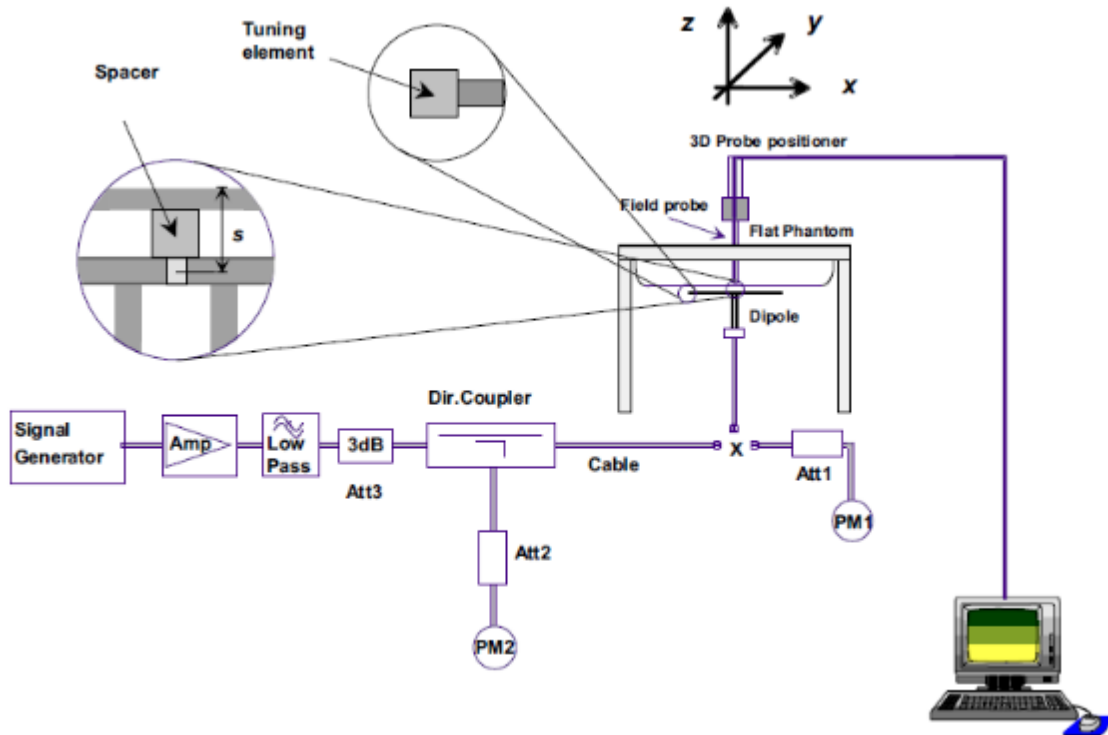 Tuning
element
Spacer
s
z
y
x
3D Probe positioner
Field probe
Flat Phantom
Dipole
Dir.Coupler
Signal
Generator
Amp
Low
Pass
3dB
Att3
Cable
X
Att1
PM1
Att2
PM2